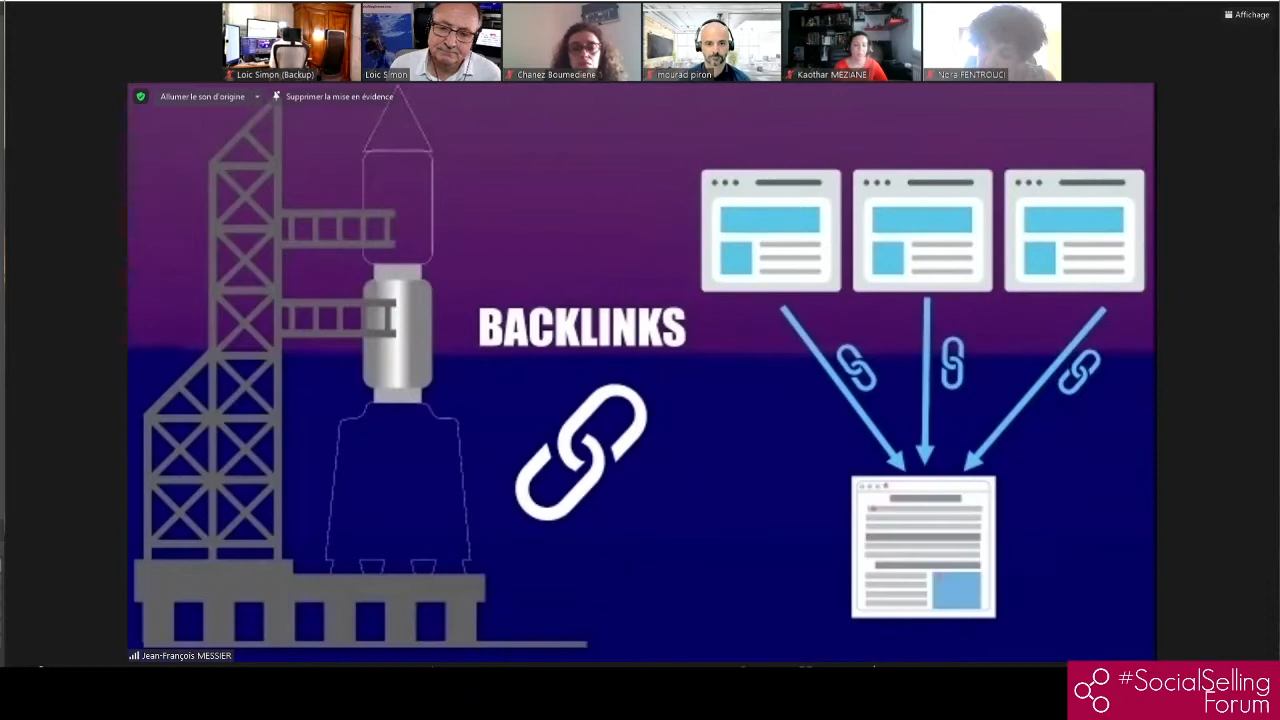 Affichage
Loic Simon (Backup)
Loic Simon
Chanez Boumediene
mourad piron
Kaothar MEZIANE
Nora FENTROUCI
Allumer le son d'origine
Supprimer la mise en évidence
BACKLINKS
Jean-François MESSIER
#SocialSelling
Forum